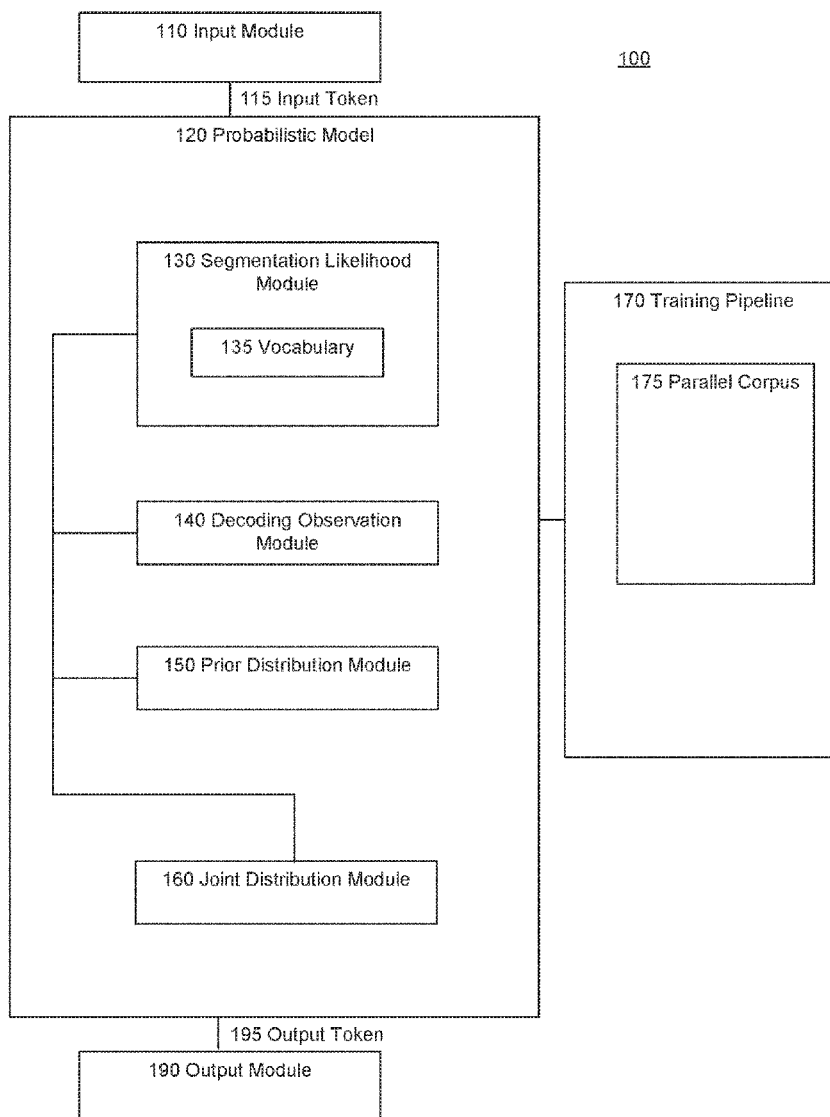 110 Input Module
100
115 Input Token
120 Probabilistic Model
130 Segmentation Likelihood
Module
135 Vocabulary
170 Training Pipeline
175 Parallel Corpus
140 Decoding Observation
Module
150 Prior Distribution Module
160 Joint Distribution Module
195 Output Token
190 Output Module